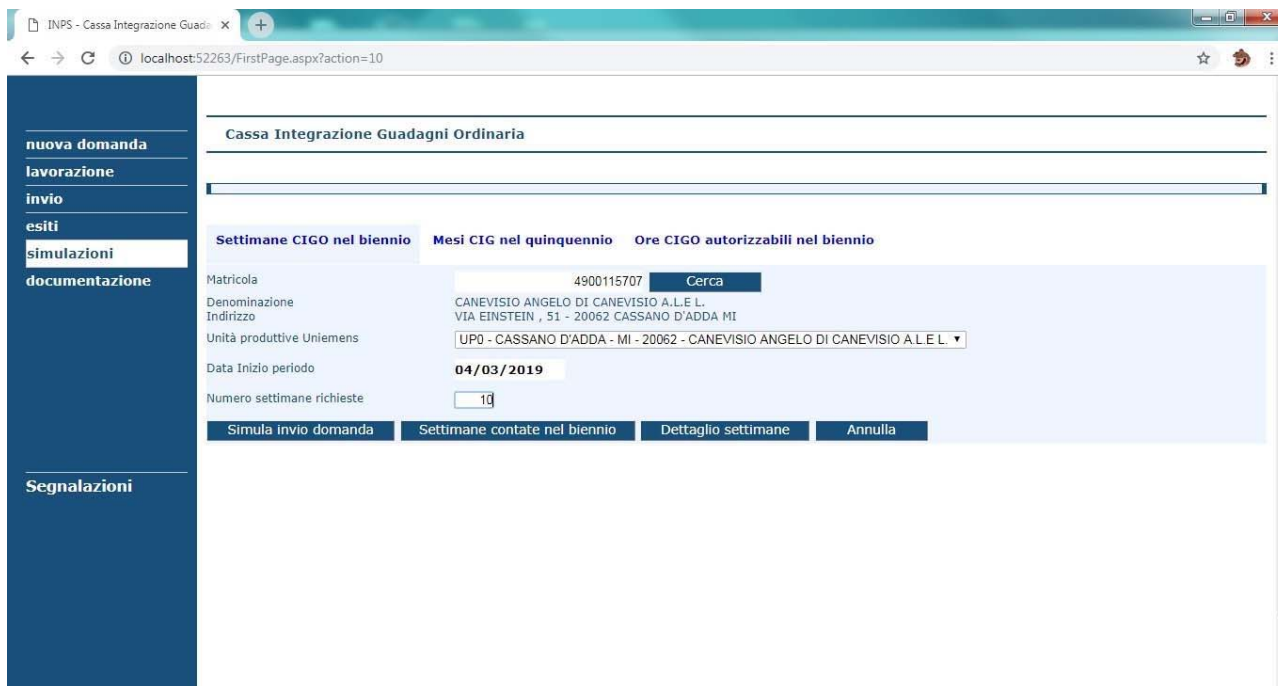 INPS - Cassa Integrazione Guada
localhost:52263/FirstPage.aspx?action=10
nuova domanda
lavorazione
invio
esiti
simulazioni
documentazione
Segnalazioni
Cassa Integrazione Guadagni Ordinaria
Settimane CIGO nel biennio Mesi CIG nel quinquennio Ore CIGO autorizzabili nel biennio
Matricola 4900115707 Cerca
Denominazione CANEVISIO ANGELO DI CANEVISIO A.L.E L.
Indirizzo VIA EINSTEIN , 51 - 20062 CASSANO D'ADDA MI
Unità produttive Uniemens UP0 - CASSANO D'ADDA - MI - 20062 - CANEVISIO ANGELO DI CANEVISIO A.L.E L.
Data Inizio periodo 04/03/2019
Numero settimane richieste 10
Simula invio domanda Settimane contate nel biennio Dettaglio settimane Annulla